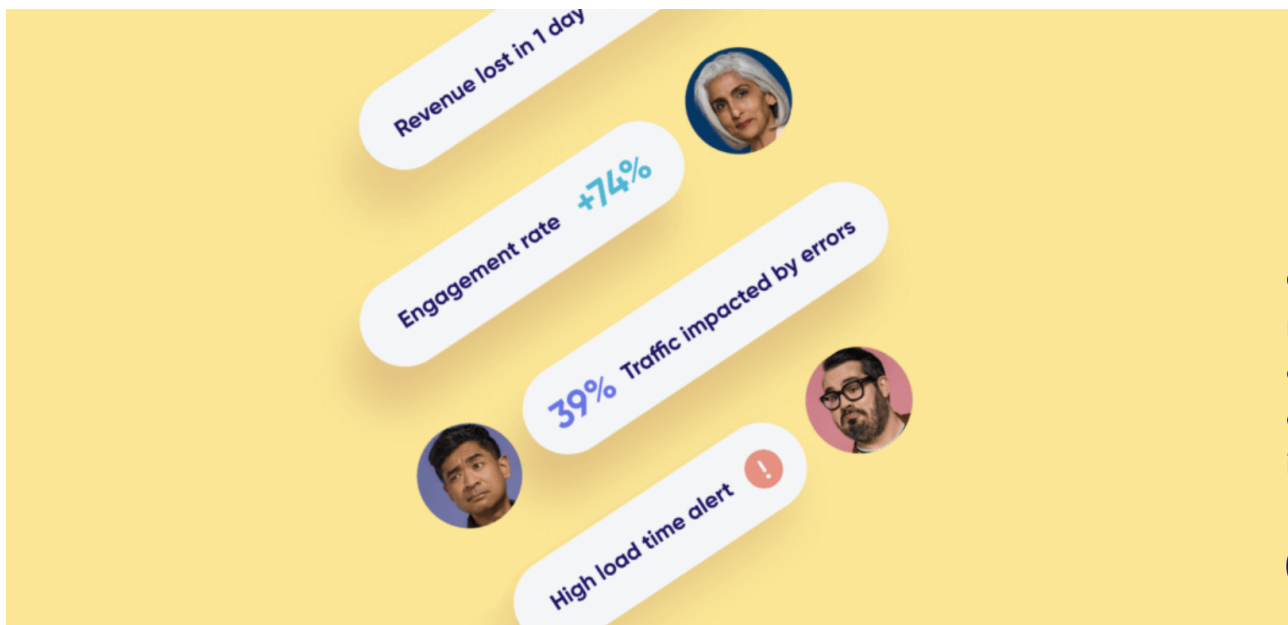 Revenue lost in 1 day
Engagement rate +74%
39% Traffic impacted by errors
High load time alert !